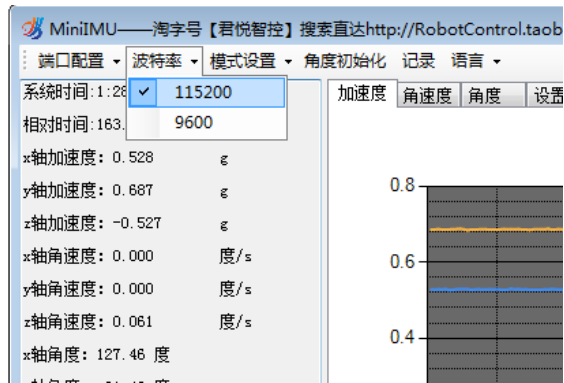 MiniIMU——淘字号【君悦智控】搜索直达http://RobotControl.taob
端口配置 波特率 模式设置 角度初始化 记录 语言
115200
9600
系统时间:1:28
相对时间:163.
x轴加速度: 0.528 g
y轴加速度: 0.687 g
z轴加速度: -0.527 g
x轴角速度: 0.000 度/s
y轴角速度: 0.000 度/s
z轴角速度: 0.061 度/s
x轴角度: 127.46 度
加速度 角速度 角度 设置
0.8
0.6
0.4